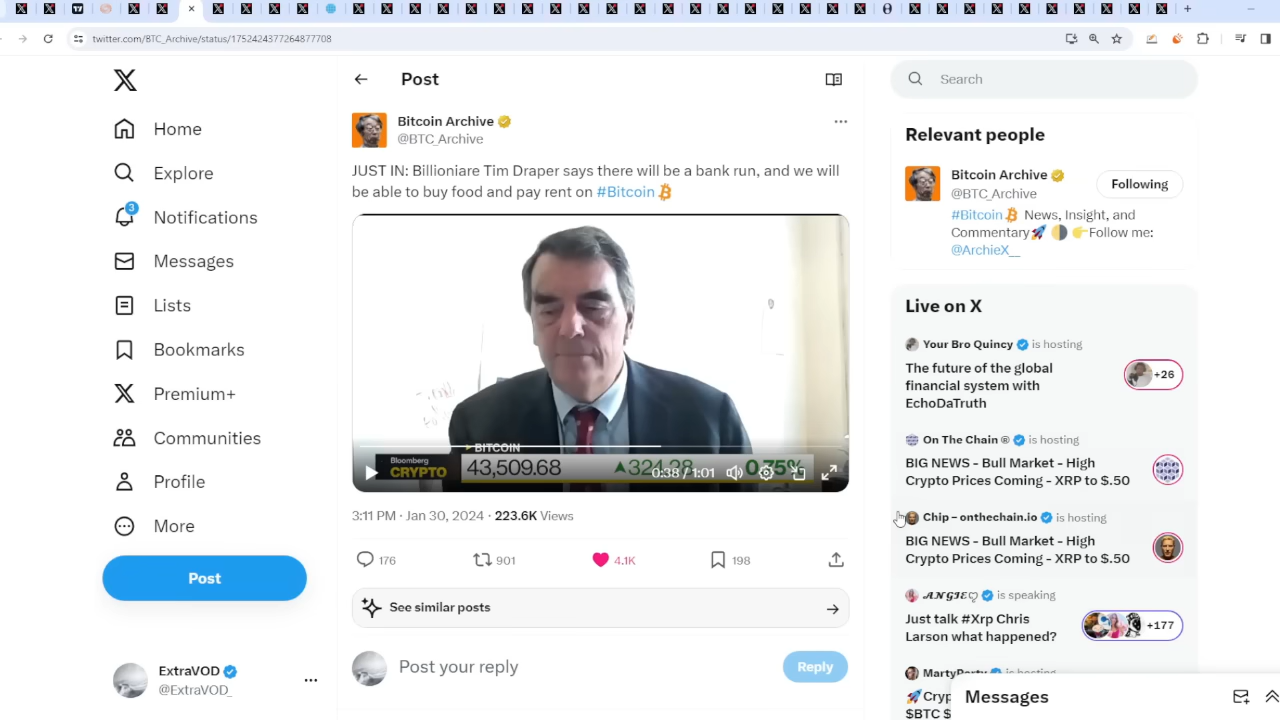 twitter.com/BTC_Archive/status/1752424377264877708
Post
Search
Home
Explore
3
Notifications
Messages
Lists
Bookmarks
Premium+
Communities
Profile
More
Post
ExtraVOD
@ExtraVOD_
Bitcoin Archive
@BTC_Archive
JUST IN: Billioniare Tim Draper says there will be a bank run, and we will
be able to buy food and pay rent on #Bitcoin
BITCOIN
Bloomberg
CRYPTO
43,509.68
▲324.28
0.75%
0:38 / 1:01
3:11 PM · Jan 30, 2024 · 223.6K Views
176
901
4.1K
198
See similar posts
Post your reply
Reply
Relevant people
Bitcoin Archive
@BTC_Archive
Following
#Bitcoin News, Insight, and
Commentary🚀 🌗 👉Follow me:
@ArchieX__
Live on X
Your Bro Quincy is hosting
The future of the global
financial system with
EchoDaTruth
+26
On The Chain ® is hosting
BIG NEWS - Bull Market - High
Crypto Prices Coming - XRP to $.50
Chip – onthechain.io is hosting
BIG NEWS - Bull Market - High
Crypto Prices Coming - XRP to $.50
𝓐𝓝𝓖𝓘𝓔ღ is speaking
Just talk #Xrp Chris
Larson what happened?
+177
MartyParty is hosting
$BTC
Messages